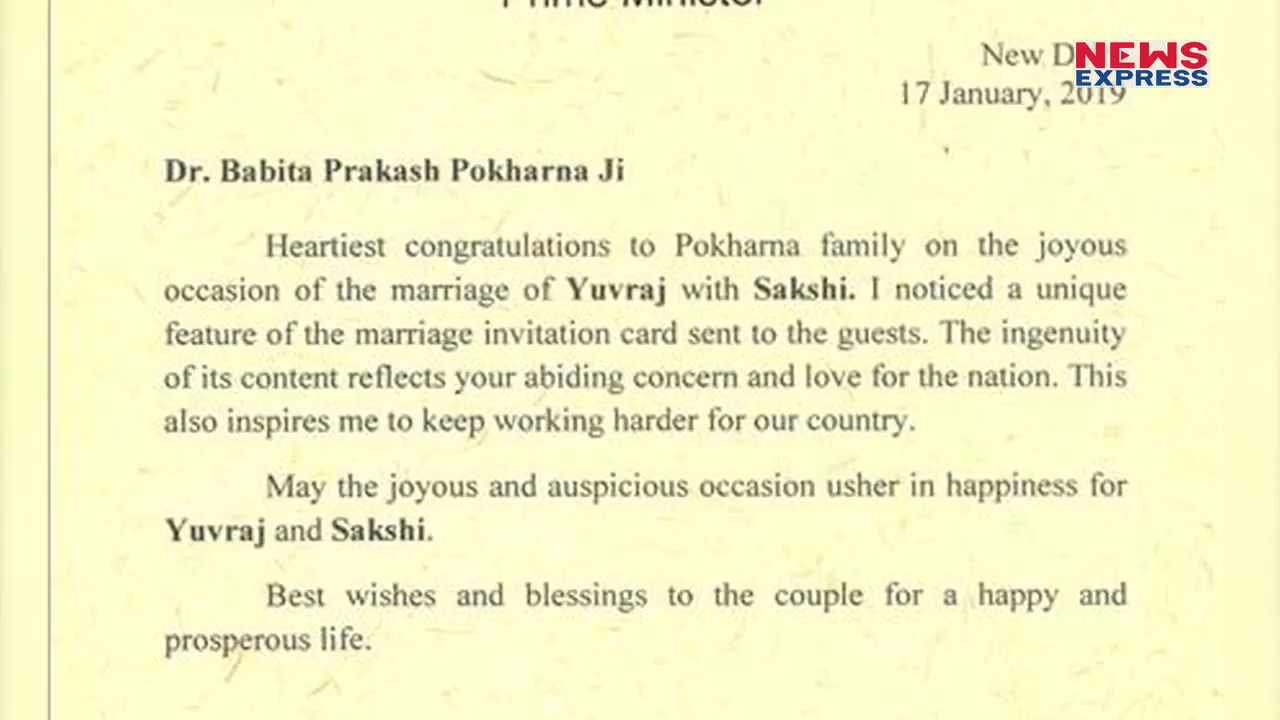 Prime Minister
New D
NEWS
EXPRESS
17 January, 2019
Dr. Babita Prakash Pokharna Ji
Heartiest congratulations to Pokharna family on the joyous
occasion of the marriage of Yuvraj with Sakshi. I noticed a unique
feature of the marriage invitation card sent to the guests. The ingenuity
of its content reflects your abiding concern and love for the nation. This
also inspires me to keep working harder for our country.
May the joyous and auspicious occasion usher in happiness for
Yuvraj and Sakshi.
Best wishes and blessings to the couple for a happy and
prosperous life.